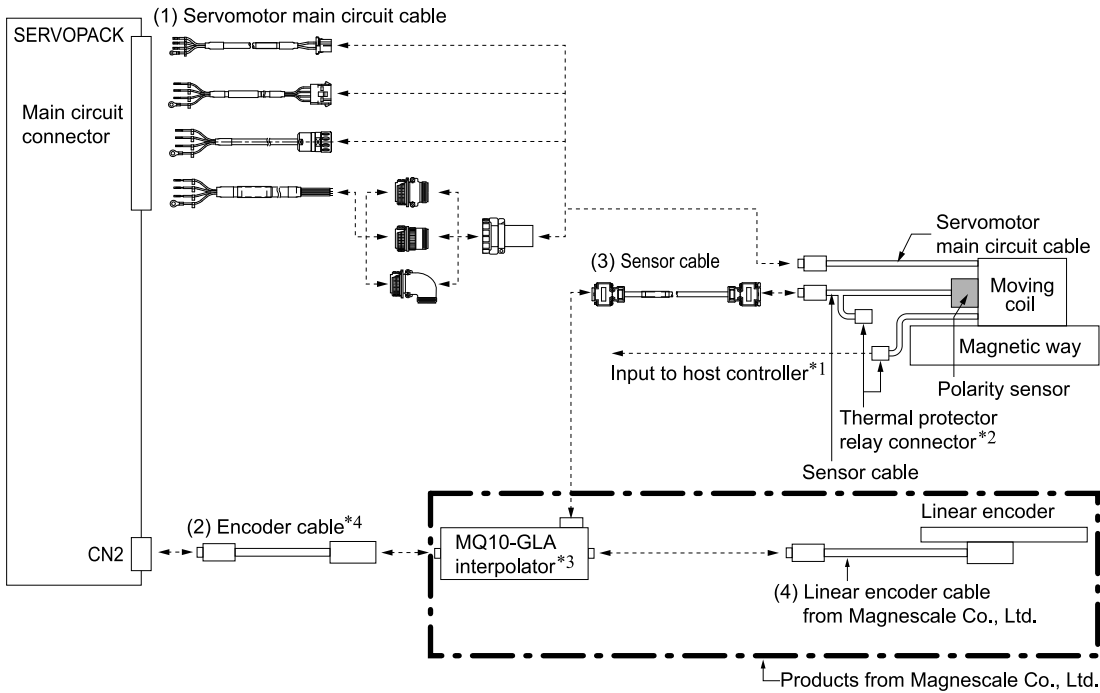 (1) Servomotor main circuit cable
SERVOPACK
Main circuit
connector
Servomotor
main circuit cable
(3) Sensor cable
Moving
coil
Magnetic way
Input to host controller*1
Polarity sensor
Thermal protector
relay connector*2
Sensor cable
(2) Encoder cable*4
CN2
MQ10-GLA
interpolator*3
Linear encoder
(4) Linear encoder cable
from Magnescale Co., Ltd.
Products from Magnescale Co., Ltd.